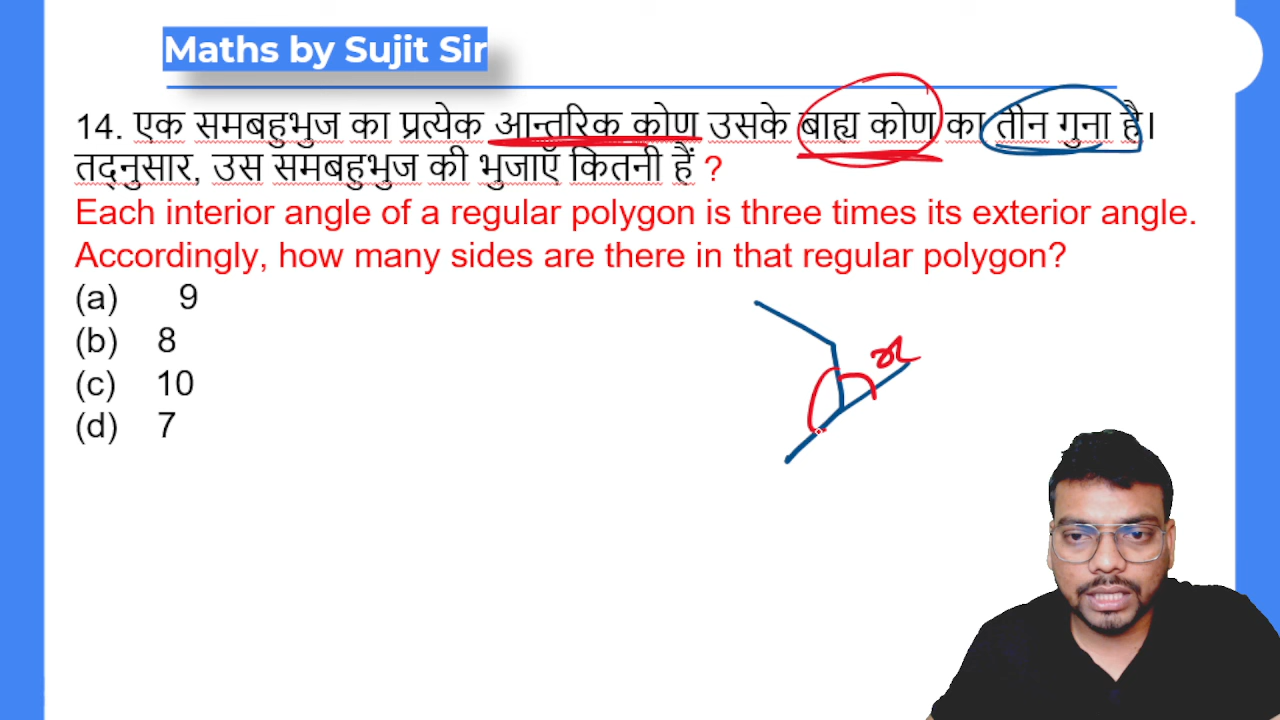 Maths by Sujit Sir
14. एक समबहुभुज का प्रत्येक आन्तरिक कोण उसके बाह्य कोण का तीन गुना है।
तद्नुसार, उस समबहुभुज की भुजाएँ कितनी हैं ?
Each interior angle of a regular polygon is three times its exterior angle.
Accordingly, how many sides are there in that regular polygon?
(a) 9
(b) 8
(c) 10
(d) 7
x